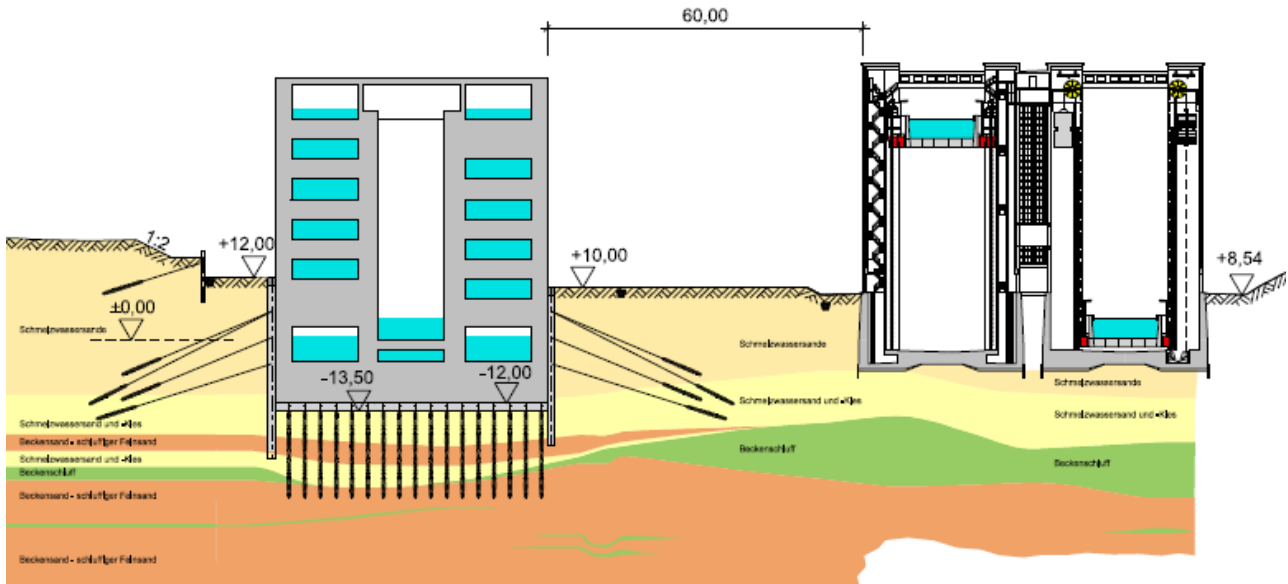 60,00
1:2
+12,00
+10,00
+8,54
±0,00
Schmelzwassersande
Schmelzwassersande
-13,50
-12,00
Schmelzwassersande
Schmelzwassersand und -Kies
Schmelzwassersand und -Kies
Schmelzwassersand und -Kies
Beckensand - schluffiger Feinsand
Schmelzwassersand und -Kies
Beckenschluff
Beckenschluff
Beckenschluff
Beckensand - schluffiger Feinsand
Beckensand - schluffiger Feinsand